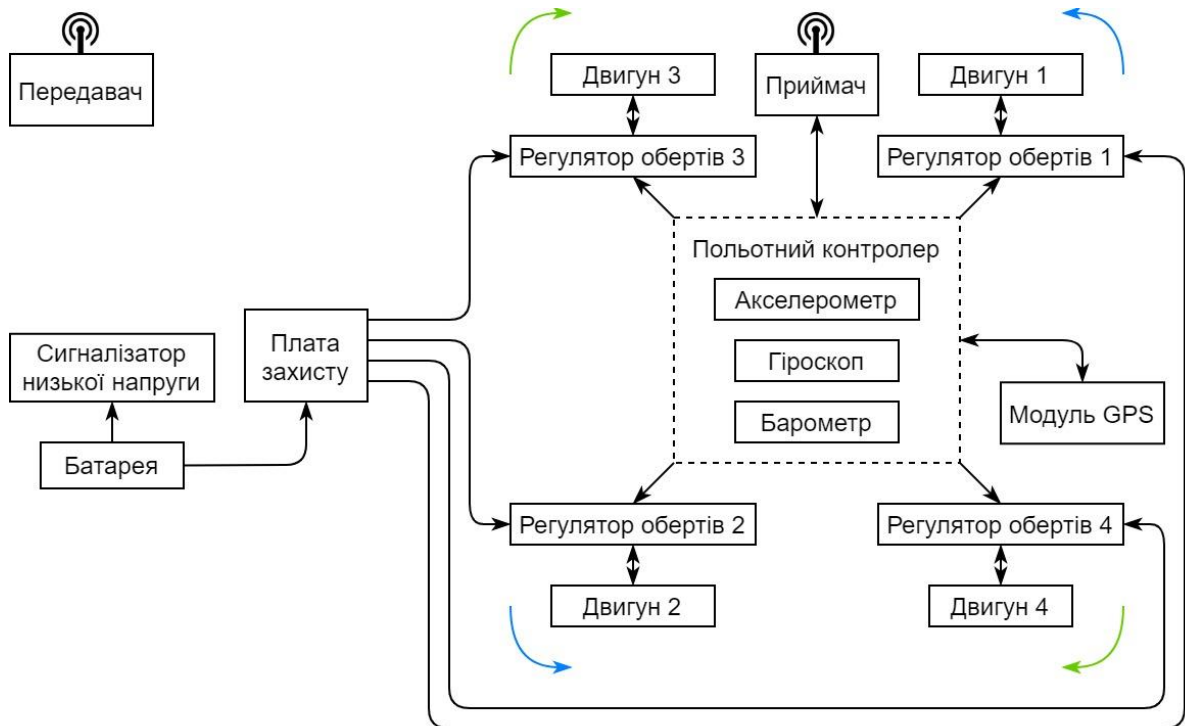 Передавач
Двигун 3
Приймач
Двигун 1
Регулятор обертів 3
Регулятор обертів 1
Польотний контролер
Акселерометр
Гіроскоп
Барометр
Плата
захисту
Сигналізатор
низької напруги
Батарея
Модуль GPS
Регулятор обертів 2
Регулятор обертів 4
Двигун 2
Двигун 4